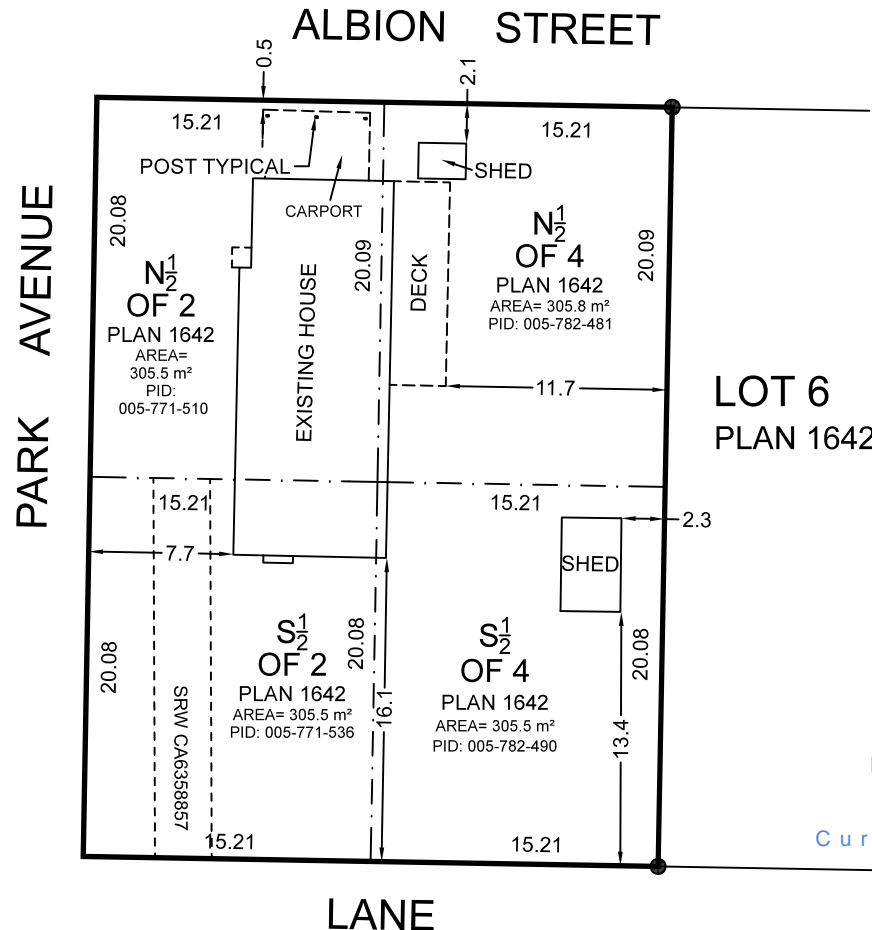 ALBION STREET
0.5
2.1
15.21
15.21
POST TYPICAL
SHED
CARPORT
PARK AVENUE
20.08
20.09
20.09
N½
OF 2
PLAN 1642
AREA=
305.5 m²
PID:
005-771-510
EXISTING HOUSE
DECK
N½
OF 4
PLAN 1642
AREA= 305.8 m²
PID: 005-782-481
11.7
LOT 6
PLAN 1642
15.21
15.21
2.3
7.7
SHED
20.08
S½
OF 2
PLAN 1642
AREA= 305.5 m²
PID: 005-771-536
20.08
S½
OF 4
PLAN 1642
AREA= 305.5 m²
PID: 005-782-490
20.08
SRW CA6358857
16.1
13.4
15.21
15.21
Cur
LANE